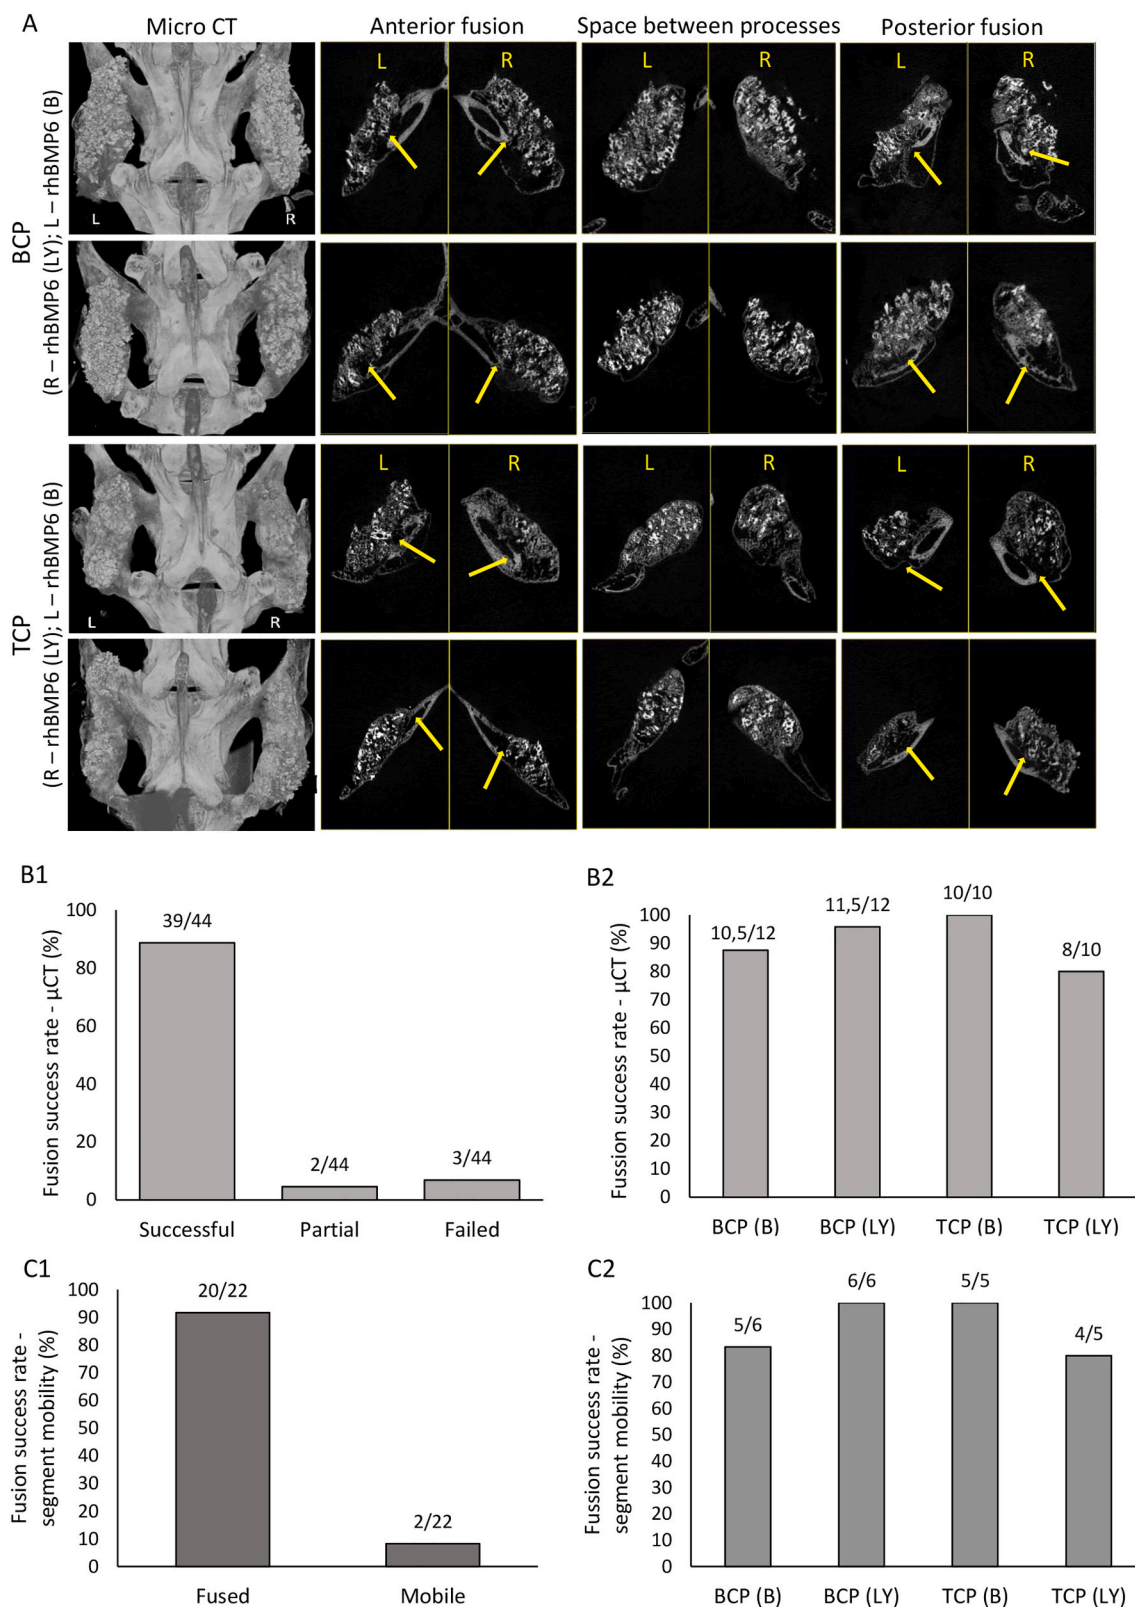 A
Micro CT
Anterior fusion
Space between processes
Posterior fusion
BCP
(R – rhBMP6 (LY); L – rhBMP6 (B)
L
R
L
R
L
R
L
R
TCP
(R – rhBMP6 (LY); L – rhBMP6 (B)
L
R
L
R
L
R
L
R
B1
Fusion success rate - µCT (%)
100
80
60
40
20
0
39/44
2/44
3/44
Successful
Partial
Failed
B2
Fussion success rate - µCT (%)
100
90
80
70
60
50
40
30
20
10
0
10,5/12
11,5/12
10/10
8/10
BCP (B)
BCP (LY)
TCP (B)
TCP (LY)
C1
Fusion success rate -
segment mobility (%)
100
90
80
70
60
50
40
30
20
10
0
20/22
2/22
Fused
Mobile
C2
Fussion success rate -
segment mobility (%)
100
90
80
70
60
50
40
30
20
10
0
5/6
6/6
5/5
4/5
BCP (B)
BCP (LY)
TCP (B)
TCP (LY)